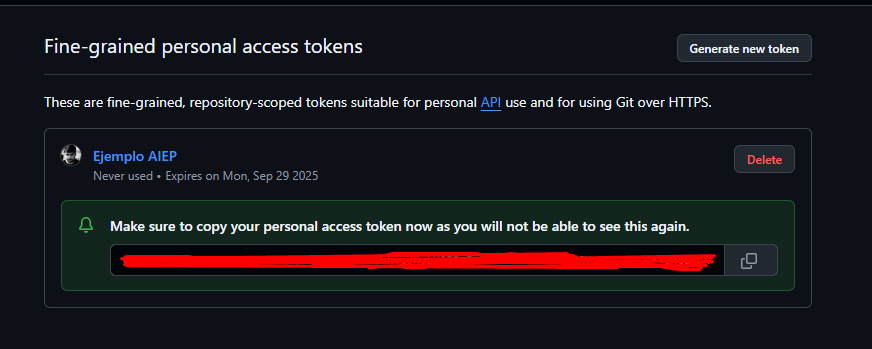 Fine-grained personal access tokens
Generate new token
These are fine-grained, repository-scoped tokens suitable for personal API use and for using Git over HTTPS.
Ejemplo AIEP
Delete
Never used • Expires on Mon, Sep 29 2025
Make sure to copy your personal access token now as you will not be able to see this again.